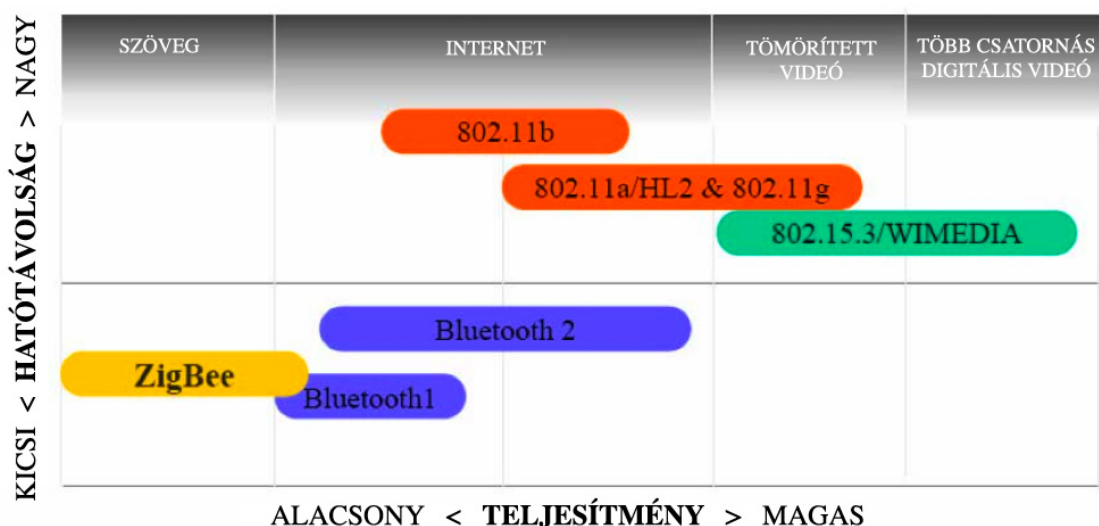 SZÖVEG
INTERNET
TÖMÖRÍTETT
VIDEÓ
TÖBB CSATORNÁS
DIGITÁLIS VIDEÓ
KICSI < HATÓTÁVOLSÁG > NAGY
802.11b
802.11a/HL2 & 802.11g
802.15.3/WIMEDIA
Bluetooth 2
ZigBee
Bluetooth1
ALACSONY < TELJESÍTMÉNY > MAGAS